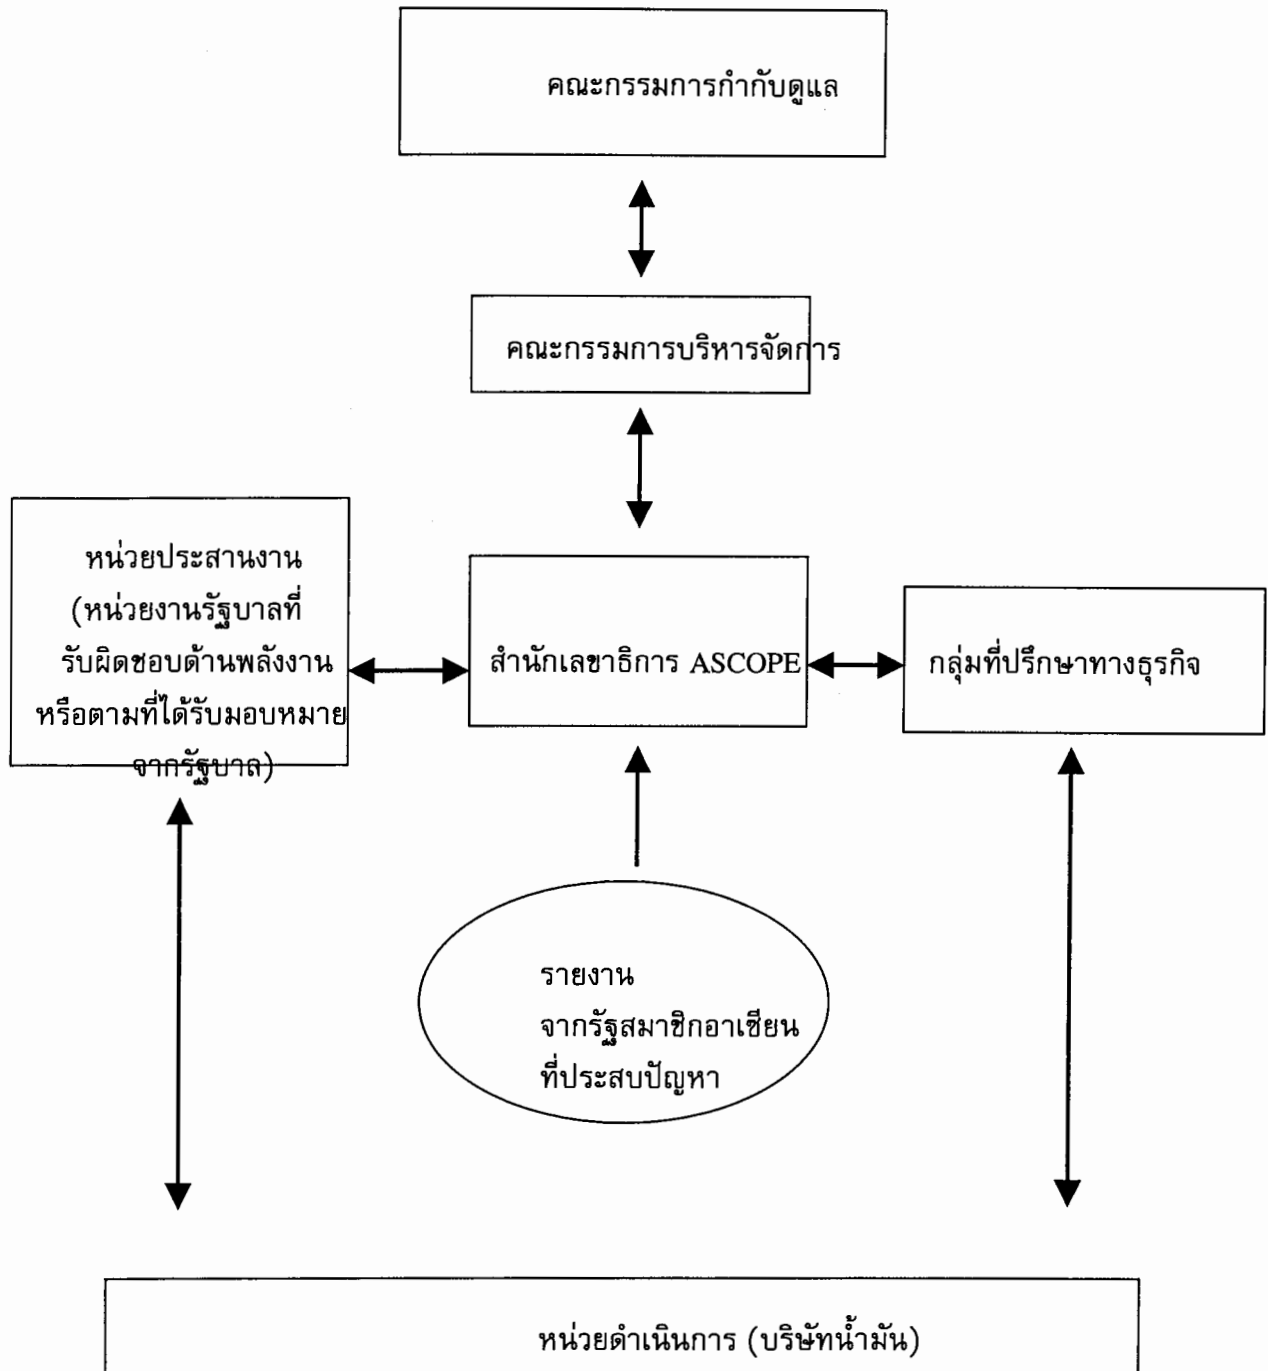 คณะกรรมการกำกับดูแล
คณะกรรมการบริหารจัดการ
หน่วยประสานงาน
(หน่วยงานรัฐบาลที่
รับผิดชอบด้านพลังงาน
หรือตามที่ได้รับมอบหมาย
จากรัฐบาล)
สำนักเลขาธิการ ASCOPE
กลุ่มที่ปรึกษาทางธุรกิจ
รายงาน
จากรัฐสมาชิกอาเซียน
ที่ประสบปัญหา
หน่วยดำเนินการ (บริษัทน้ำมัน)